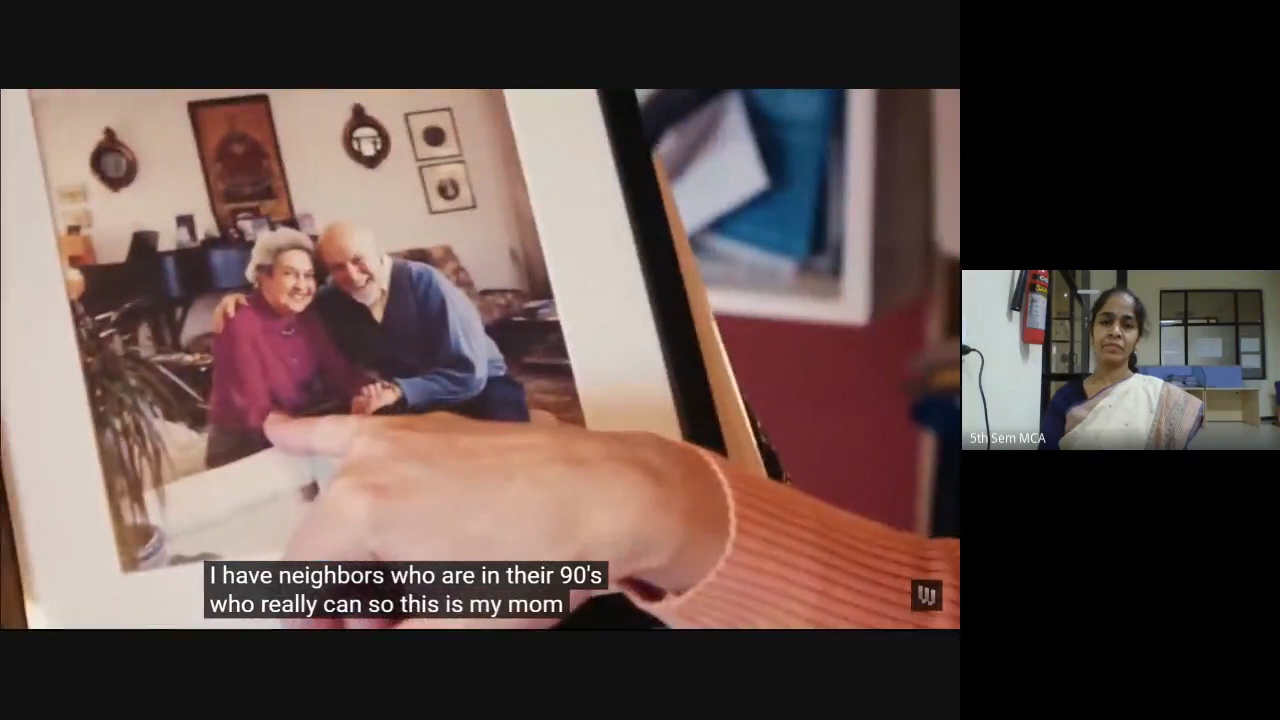 I have neighbors who are in their 90's
who really can so this is my mom
5th Sem MCA